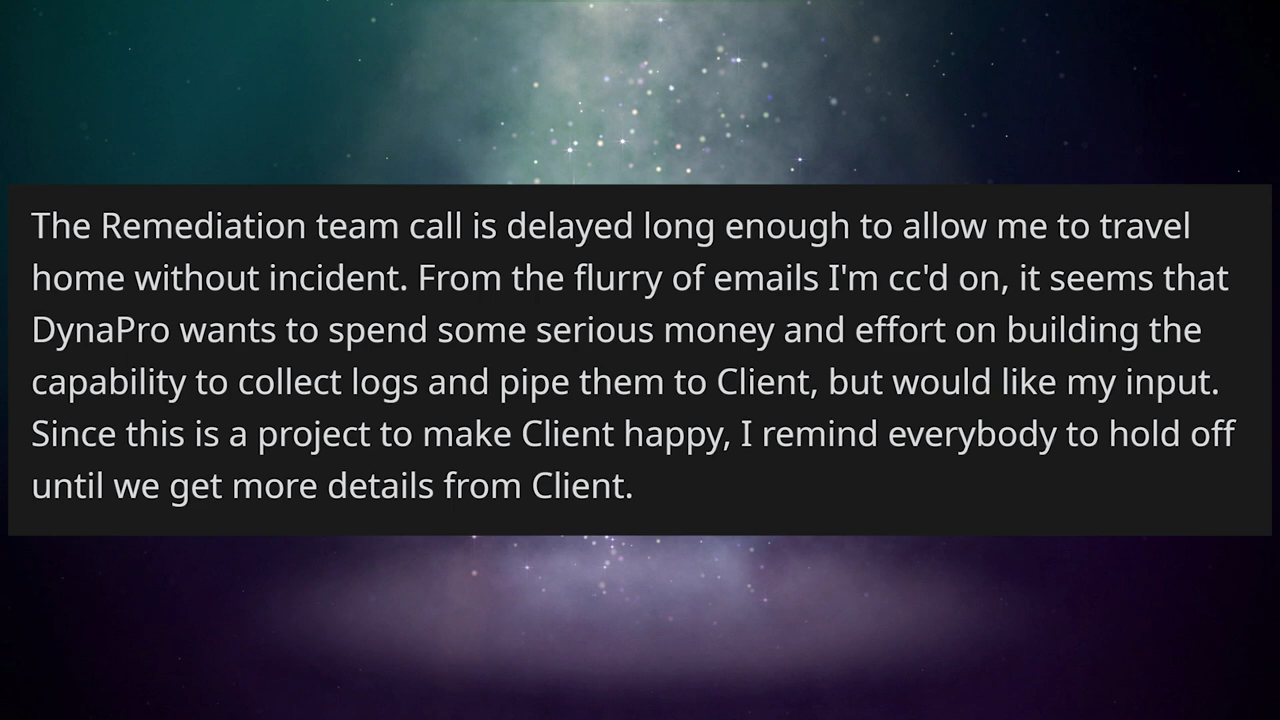 The Remediation team call is delayed long enough to allow me to travel
home without incident. From the flurry of emails I'm cc'd on, it seems that
DynaPro wants to spend some serious money and effort on building the
capability to collect logs and pipe them to Client, but would like my input.
Since this is a project to make Client happy, I remind everybody to hold off
until we get more details from Client.